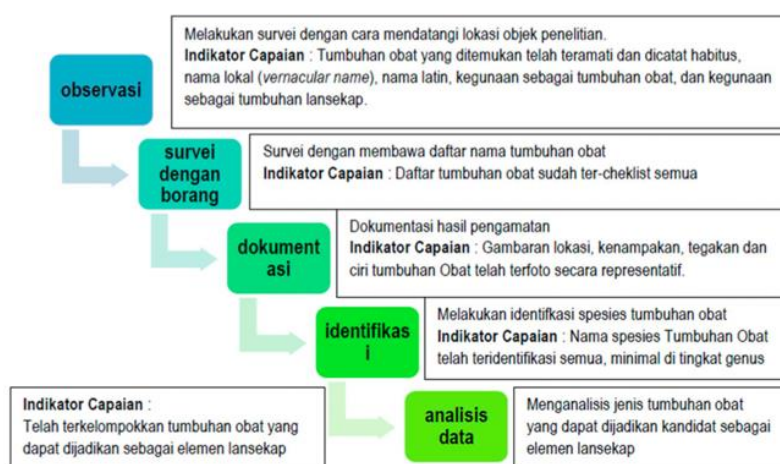 observasi
Melakukan survei dengan cara mendatangi lokasi objek penelitian.
Indikator Capaian : Tumbuhan obat yang ditemukan telah teramati dan dicatat habitus,
nama lokal (vernacular name), nama latin, kegunaan sebagai tumbuhan obat, dan kegunaan
sebagai tumbuhan lansekap.
survei
dengan
borang
Survei dengan membawa daftar nama tumbuhan obat
Indikator Capaian : Daftar tumbuhan obat sudah ter-cheklist semua
dokument
asi
Dokumentasi hasil pengamatan
Indikator Capaian : Gambaran lokasi, kenampakan, tegakan dan
ciri tumbuhan Obat telah terfoto secara representatif.
identifikas
i
Melakukan identifkasi spesies tumbuhan obat
Indikator Capaian : Nama spesies Tumbuhan Obat
telah teridentifikasi semua, minimal di tingkat genus
analisis
data
Menganalisis jenis tumbuhan obat
yang dapat dijadikan kandidat sebagai
elemen lansekap
Indikator Capaian :
Telah terkelompokkan tumbuhan obat yang
dapat dijadikan sebagai elemen lansekap